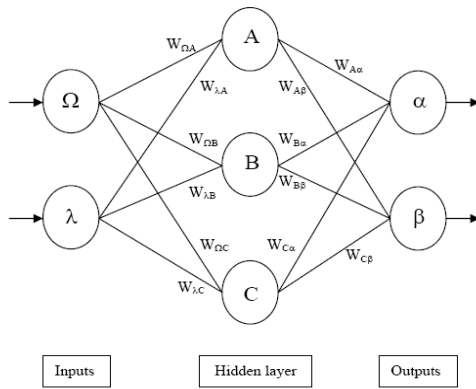 A
W_ΩA
W_λA
W_Aα
W_Aβ
Ω
α
W_ΩB
B
W_Bα
W_λB
W_Bβ
λ
β
W_ΩC
W_Cα
W_λC
W_Cβ
C
Inputs
Hidden layer
Outputs